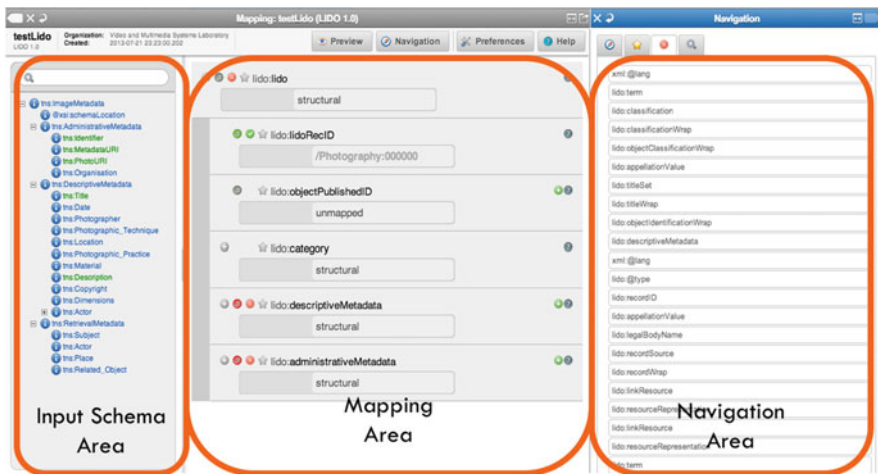 Mapping: testLido (LIDO 1.0)
Navigation
testLido
LIDO 1.0
Organization: Video and Multimedia Systems Laboratory
Created: 2013-07-21 23:23:00.202
Preview
Navigation
Preferences
Help
tns:ImageMetadata
@xsi:schemaLocation
tns:AdministrativeMetadata
tns:Identifier
tns:MetadataURI
tns:PhotoURI
tns:Organisation
tns:DescriptiveMetadata
tns:Title
tns:Date
tns:Photographer
tns:Photographic_Technique
tns:Location
tns:Photographic_Practice
tns:Material
tns:Description
tns:Copyright
tns:Dimensions
tns:Actor
tns:RetrievalMetadata
tns:Subject
tns:Actor
tns:Place
tns:Related_Object
Input Schema
Area
lido:lido
structural
lido:lidoRecID
/Photography:000000
lido:objectPublishedID
unmapped
lido:category
structural
lido:descriptiveMetadata
structural
lido:administrativeMetadata
structural
Mapping
Area
xml:@lang
lido:term
lido:classification
lido:classificationWrap
lido:objectClassificationWrap
lido:appellationValue
lido:titleSet
lido:titleWrap
lido:objectIdentificationWrap
lido:descriptiveMetadata
xml:@lang
lido:@type
lido:recordID
lido:appellationValue
lido:legalBodyName
lido:recordSource
lido:recordWrap
lido:linkResource
lido:resourceRepresentation
lido:linkResource
lido:resourceRepresentation
lido:term
Navigation
Area